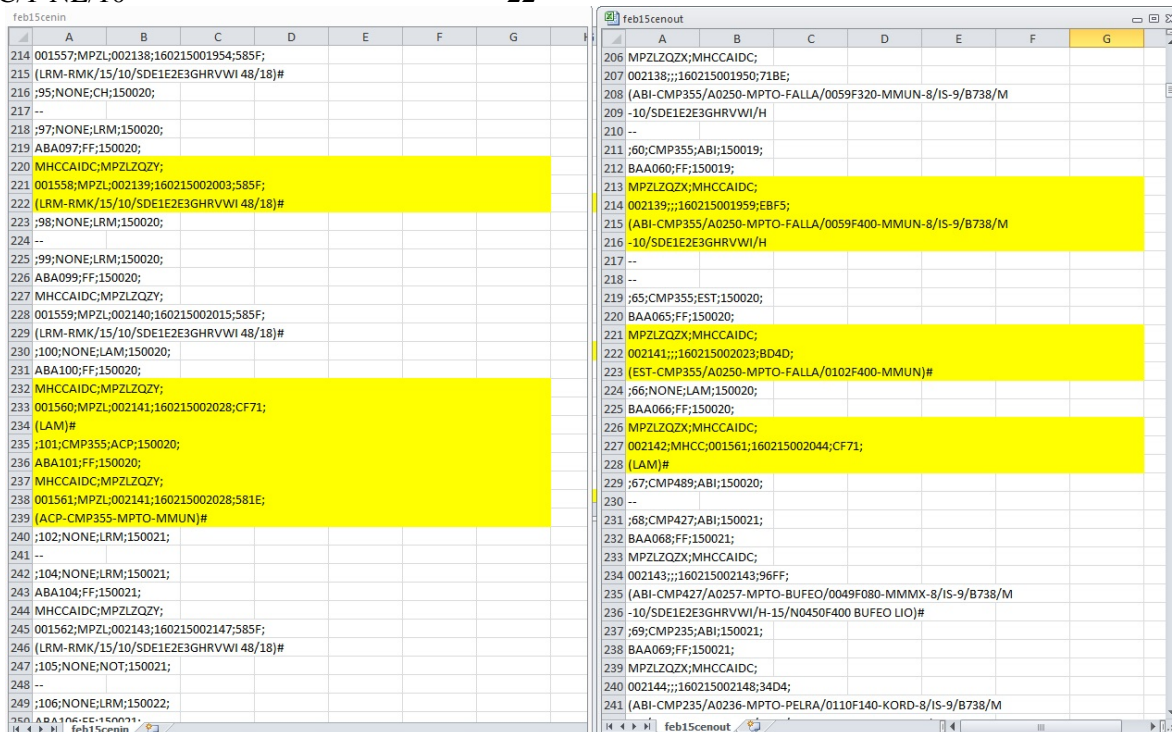 C/I-NE/10
22
feb15cenin
A B C D E F G
214 001557;MPZL;002138;160215001954;585F;
215 (LRM-RMK/15/10/SDE1E2E3GHRVWI 48/18)#
216 ;95;NONE;CH;150020;
217 --
218 ;97;NONE;LRM;150020;
219 ABA097;FF;150020;
220 MHCCAIDC;MPZLZQZY;
221 001558;MPZL;002139;160215002003;585F;
222 (LRM-RMK/15/10/SDE1E2E3GHRVWI 48/18)#
223 ;98;NONE;LRM;150020;
224 --
225 ;99;NONE;LRM;150020;
226 ABA099;FF;150020;
227 MHCCAIDC;MPZLZQZY;
228 001559;MPZL;002140;160215002015;585F;
229 (LRM-RMK/15/10/SDE1E2E3GHRVWI 48/18)#
230 ;100;NONE;LAM;150020;
231 ABA100;FF;150020;
232 MHCCAIDC;MPZLZQZY;
233 001560;MPZL;002141;160215002028;CF71;
234 (LAM)#
235 ;101;CMP355;ACP;150020;
236 ABA101;FF;150020;
237 MHCCAIDC;MPZLZQZY;
238 001561;MPZL;002141;160215002028;581E;
239 (ACP-CMP355-MPTO-MMUN)#
240 ;102;NONE;LRM;150021;
241 --
242 ;104;NONE;LRM;150021;
243 ABA104;FF;150021;
244 MHCCAIDC;MPZLZQZY;
245 001562;MPZL;002143;160215002147;585F;
246 (LRM-RMK/15/10/SDE1E2E3GHRVWI 48/18)#
247 ;105;NONE;NOT;150021;
248 --
249 ;106;NONE;LRM;150022;
250 ABA106;FF;150021;
feb15cenin
feb15cenout
A B C D E F G
206 MPZLZQZX;MHCCAIDC;
207 002138;;;160215001950;71BE;
208 (ABI-CMP355/A0250-MPTO-FALLA/0059F320-MMUN-8/IS-9/B738/M
209 -10/SDE1E2E3GHRVWI/H
210 --
211 ;60;CMP355;ABI;150019;
212 BAA060;FF;150019;
213 MPZLZQZX;MHCCAIDC;
214 002139;;;160215001959;EBF5;
215 (ABI-CMP355/A0250-MPTO-FALLA/0059F400-MMUN-8/IS-9/B738/M
216 -10/SDE1E2E3GHRVWI/H
217 --
218 --
219 ;65;CMP355;EST;150020;
220 BAA065;FF;150020;
221 MPZLZQZX;MHCCAIDC;
222 002141;;;160215002023;BD4D;
223 (EST-CMP355/A0250-MPTO-FALLA/0102F400-MMUN)#
224 ;66;NONE;LAM;150020;
225 BAA066;FF;150020;
226 MPZLZQZX;MHCCAIDC;
227 002142;MHCC;001561;160215002044;CF71;
228 (LAM)#
229 ;67;CMP489;ABI;150020;
230 --
231 ;68;CMP427;ABI;150021;
232 BAA068;FF;150021;
233 MPZLZQZX;MHCCAIDC;
234 002143;;;160215002143;96FF;
235 (ABI-CMP427/A0257-MPTO-BUFEO/0049F080-MMMX-8/IS-9/B738/M
236 -10/SDE1E2E3GHRVWI/H-15/N0450F400 BUFEO LIO)#
237 ;69;CMP235;ABI;150021;
238 BAA069;FF;150021;
239 MPZLZQZX;MHCCAIDC;
240 002144;;;160215002148;34D4;
241 (ABI-CMP235/A0236-MPTO-PELRA/0110F140-KORD-8/IS-9/B738/M
feb15cenout